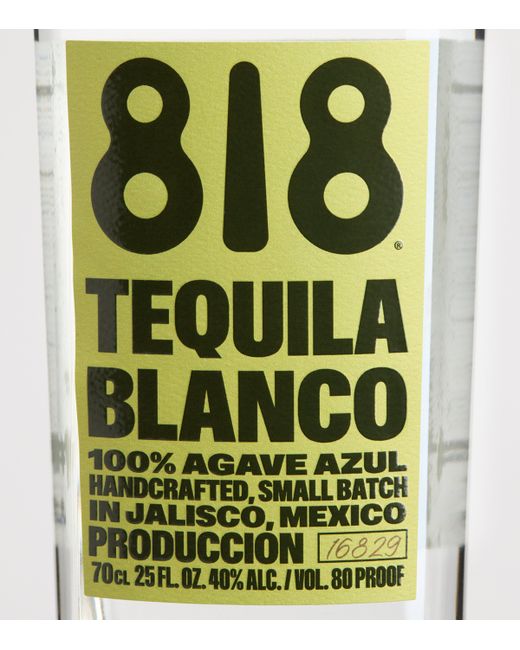 818®
TEQUILA
BLANCO
100% AGAVE AZUL
HANDCRAFTED, SMALL BATCH
IN JALISCO, MEXICO
PRODUCCIÓN 16829
70CL 25 FL. OZ. 40% ALC. / VOL. 80 PROOF